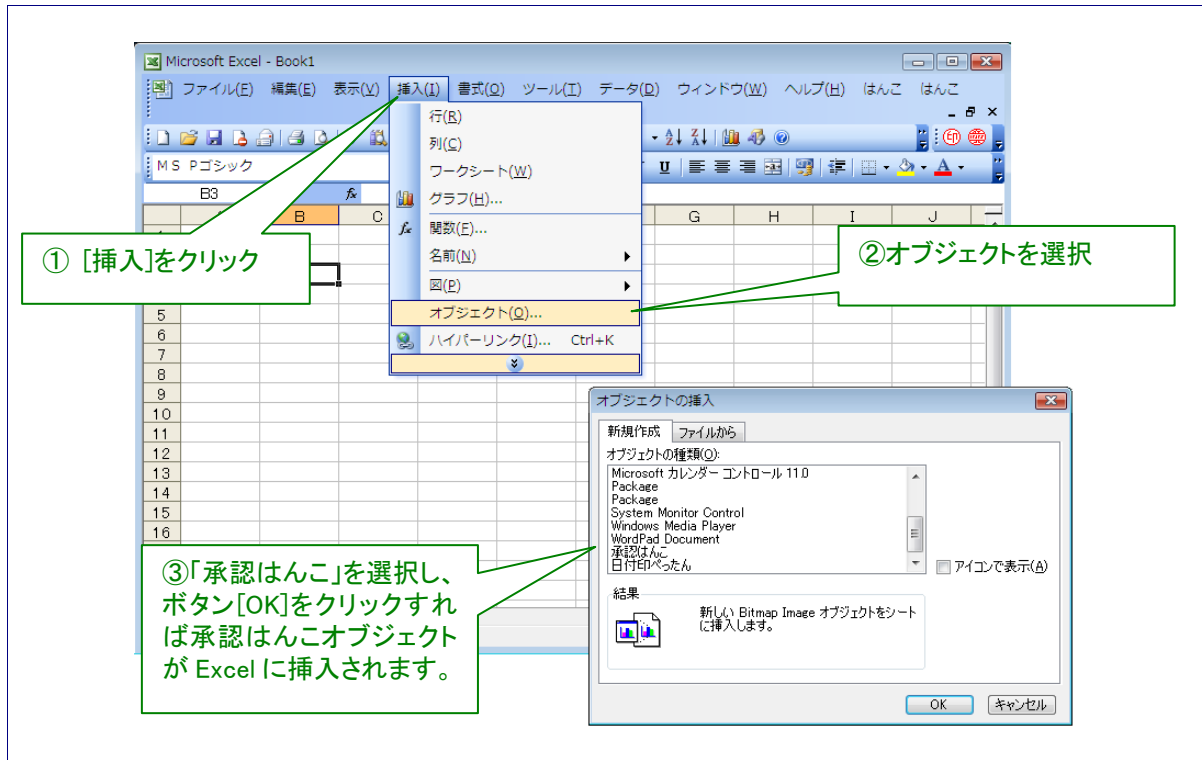 Microsoft Excel - Book1
ファイル(F) 編集(E) 表示(V) 挿入(I) 書式(O) ツール(T) データ(D) ウィンドウ(W) ヘルプ(H) はんこ はんこ
行(R)
列(C)
ワークシート(W)
グラフ(H)...
関数(F)...
名前(N)
図(P)
オブジェクト(O)...
ハイパーリンク(I)... Ctrl+K
印
MS Pゴシック
U A
B3 fx
B C G H I J
① [挿入]をクリック
②オブジェクトを選択
5
6
7
8
9
10
11
12
13
14
15
16
オブジェクトの挿入
新規作成 ファイルから
オブジェクトの種類(O):
Microsoft カレンダー コントロール 11.0
Package
Package
System Monitor Control
Windows Media Player
WordPad Document
承認はんこ
日付印ぺったん
アイコンで表示(A)
結果
新しい Bitmap Image オブジェクトをシート
に挿入します。
OK キャンセル
③「承認はんこ」を選択し、
ボタン[OK]をクリックすれ
ば承認はんこオブジェクト
が Excel に挿入されます。